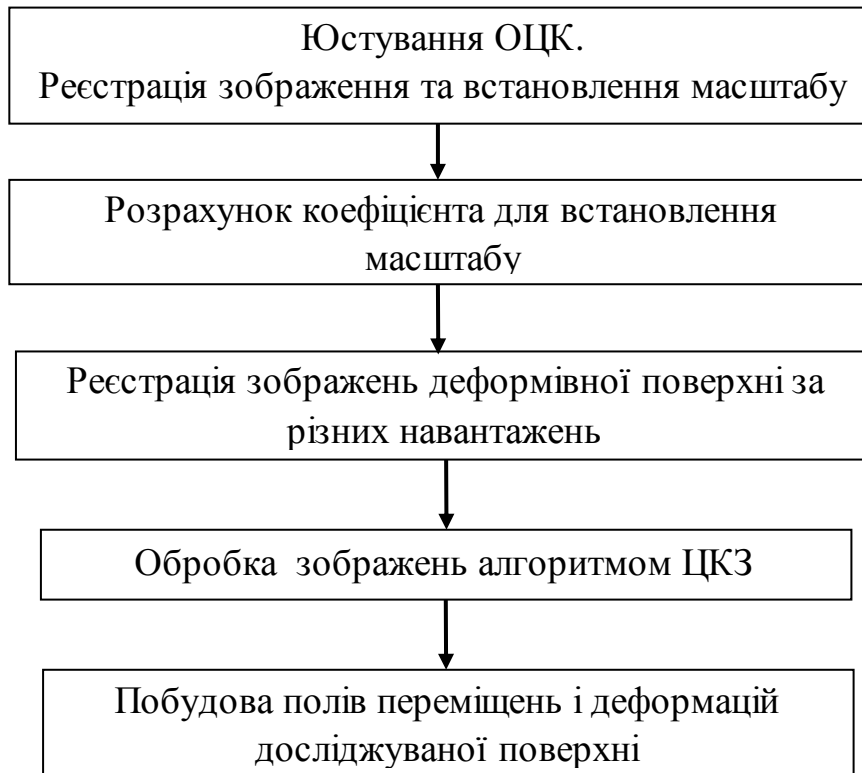 Юстування ОЦК.
Реєстрація зображення та встановлення масштабу
Розрахунок коефіцієнта для встановлення
масштабу
Реєстрація зображень деформівної поверхні за
різних навантажень
Обробка зображень алгоритмом ЦКЗ
Побудова полів переміщень і деформацій
досліджуваної поверхні